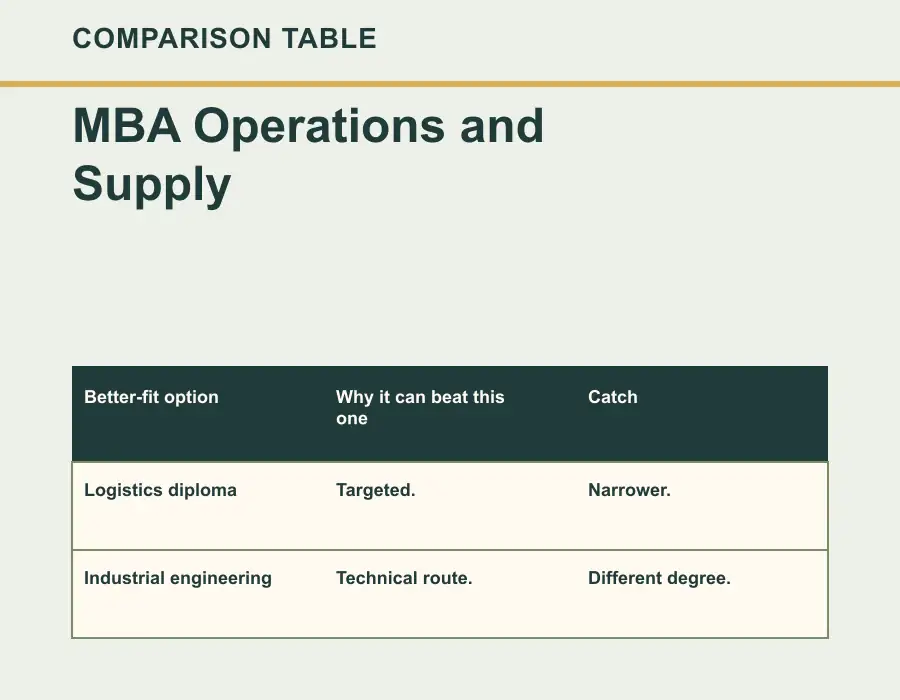 COMPARISON TABLE
MBA Operations and
Supply
Better-fit option
Why it can beat this
one
Catch
Logistics diploma
Targeted.
Narrower.
Industrial engineering
Technical route.
Different degree.